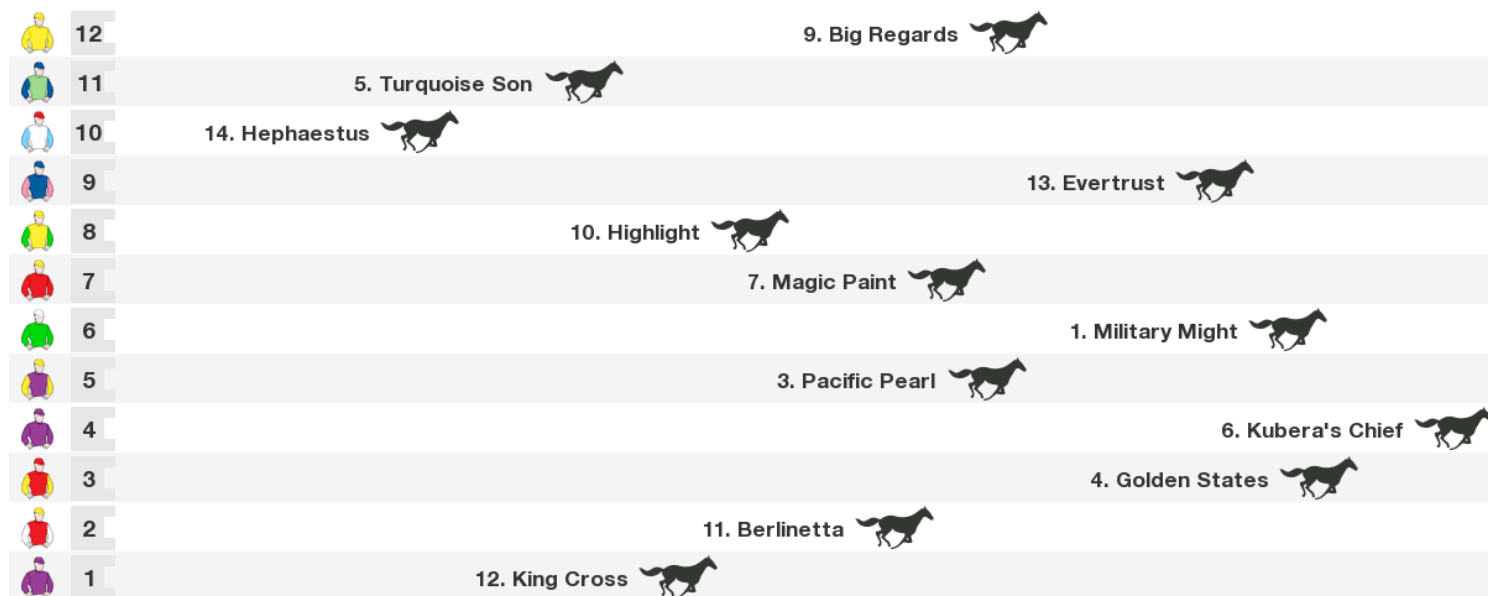 12 9. Big Regards
11 5. Turquoise Son
10 14. Hephaestus
9 13. Evertrust
8 10. Highlight
7 7. Magic Paint
6 1. Military Might
5 3. Pacific Pearl
4 6. Kubera's Chief
3 4. Golden States
2 11. Berlinetta
1 12. King Cross